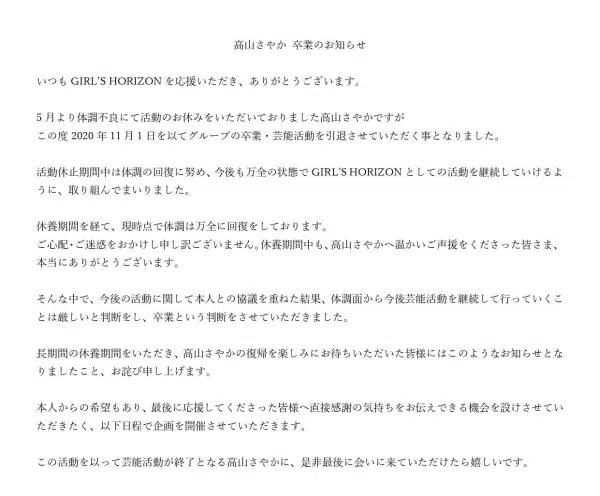 高山さやか 卒業のお知らせ
いつも GIRL'S HORIZON を応援いただき、ありがとうございます。
5 月より体調不良にて活動のお休みをいただいておりました高山さやかですが
この度 2020 年 11 月 1 日を以てグループの卒業・芸能活動を引退させていただく事となりました。
活動休止期間中は体調の回復に努め、今後も万全の状態で GIRL'S HORIZON としての活動を継続していけるよ
うに、取り組んでまいりました。
休養期間を経て、現時点で体調は万全に回復をしております。
ご心配・ご迷惑をおかけし申し訳ございません。休養期間中も、高山さやかへ温かいご声援をくださった皆さま、
本当にありがとうございます。
そんな中で、今後の活動に関して本人との協議を重ねた結果、体調面から今後芸能活動を継続して行っていくこ
とは厳しいと判断をし、卒業という判断をさせていただきました。
長期間の休養期間をいただき、高山さやかの復帰を楽しみにお待ちいただいた皆様にはこのようなお知らせとな
りましたこと、お詫び申し上げます。
本人からの希望もあり、最後に応援してくださった皆様へ直接感謝の気持ちをお伝えできる機会を設けさせてい
ただきたく、以下日程で企画を開催させていただきます。
この活動を以って芸能活動が終了となる高山さやかに、是非最後に会いに来ていただけたら嬉しいです。